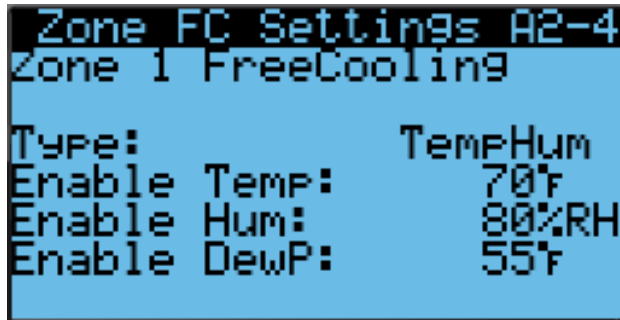 Zone FC Settings A2-4
Zone 1 FreeCooling
Type: TempHum
Enable Temp: 70°F
Enable Hum: 80%RH
Enable DewP: 55°F